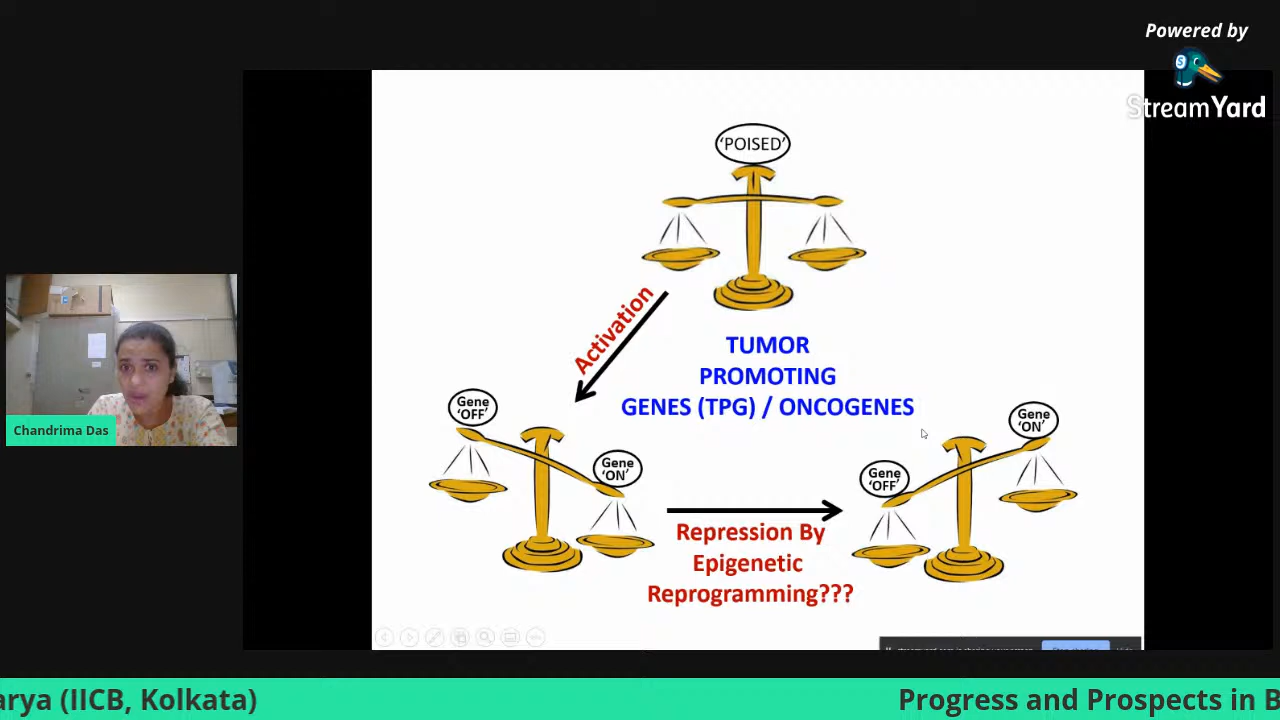 Powered by
StreamYard
'POISED'
Activation
TUMOR
PROMOTING
GENES (TPG) / ONCOGENES
Gene
'OFF'
Gene
'ON'
Gene
'ON'
Gene
'OFF'
Repression By
Epigenetic
Reprogramming???
Chandrima Das
arya (IICB, Kolkata)
Progress and Prospects in B